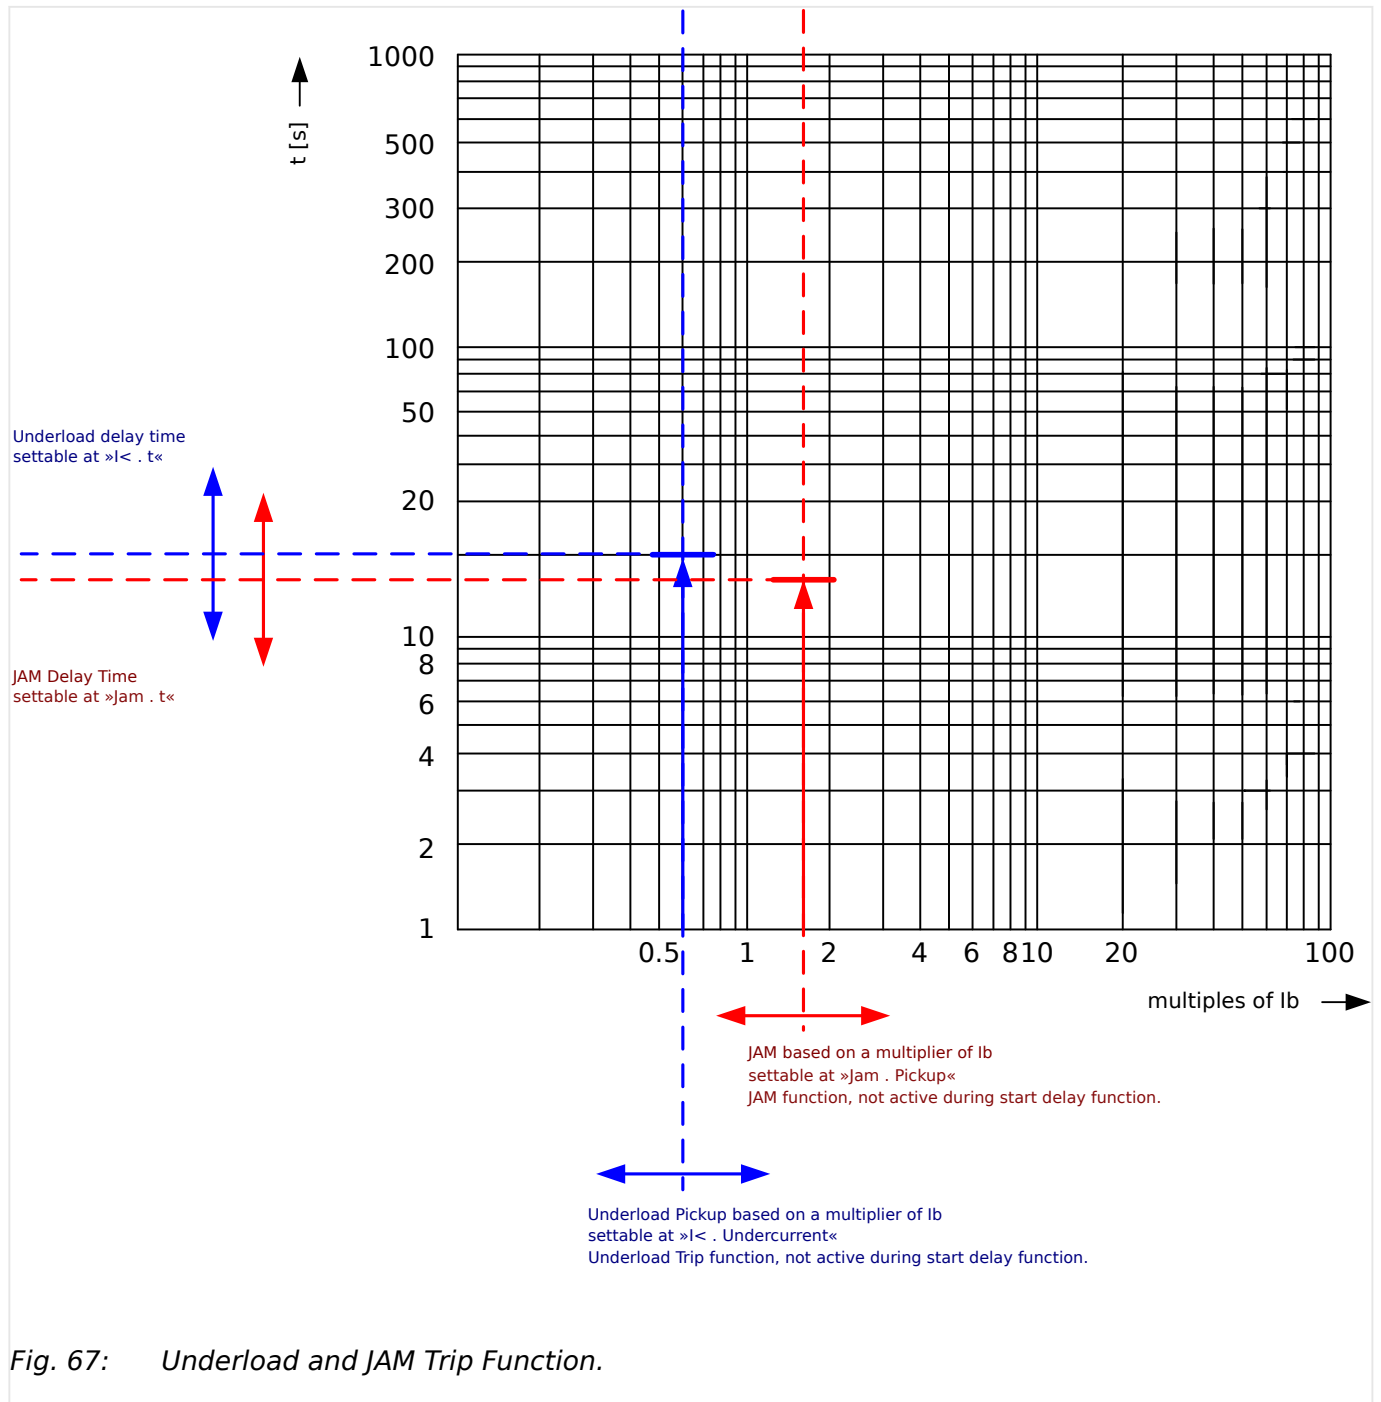 1000
t [s]
500
300
200
100
50
Underload delay time
settable at »I< . t«
20
10
8
JAM Delay Time
settable at »Jam . t«
6
4
2
1
0.5 1 2 4 6 8 10 20 100
multiples of Ib
JAM based on a multiplier of Ib
settable at »Jam . Pickup«
JAM function, not active during start delay function.
Underload Pickup based on a multiplier of Ib
settable at »I< . Undercurrent«
Underload Trip function, not active during start delay function.
Fig. 67: Underload and JAM Trip Function.